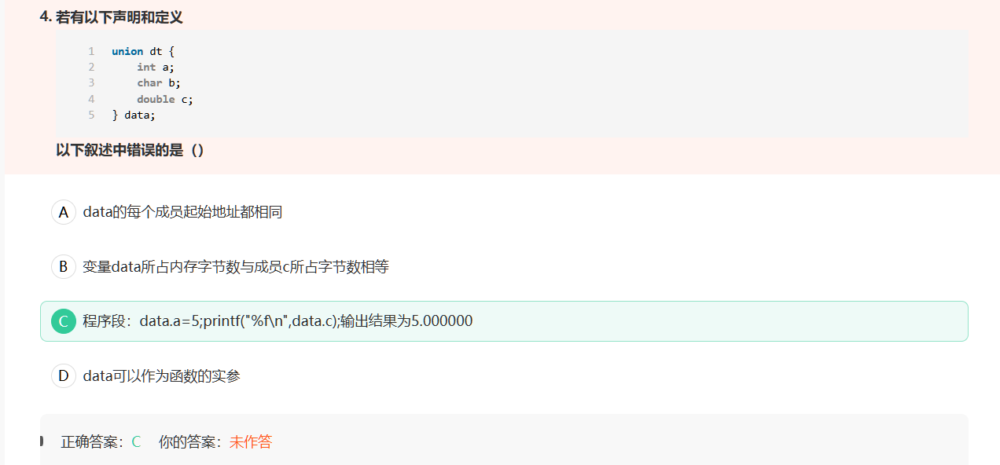 4. 若有以下声明和定义
1 union dt {
2 int a;
3 char b;
4 double c;
5 } data;
以下叙述中错误的是（）
A data的每个成员起始地址都相同
B 变量data所占内存字节数与成员c所占字节数相等
C 程序段：data.a=5;printf("%f\n",data.c);输出结果为5.000000
D data可以作为函数的实参
正确答案：C 你的答案：未作答